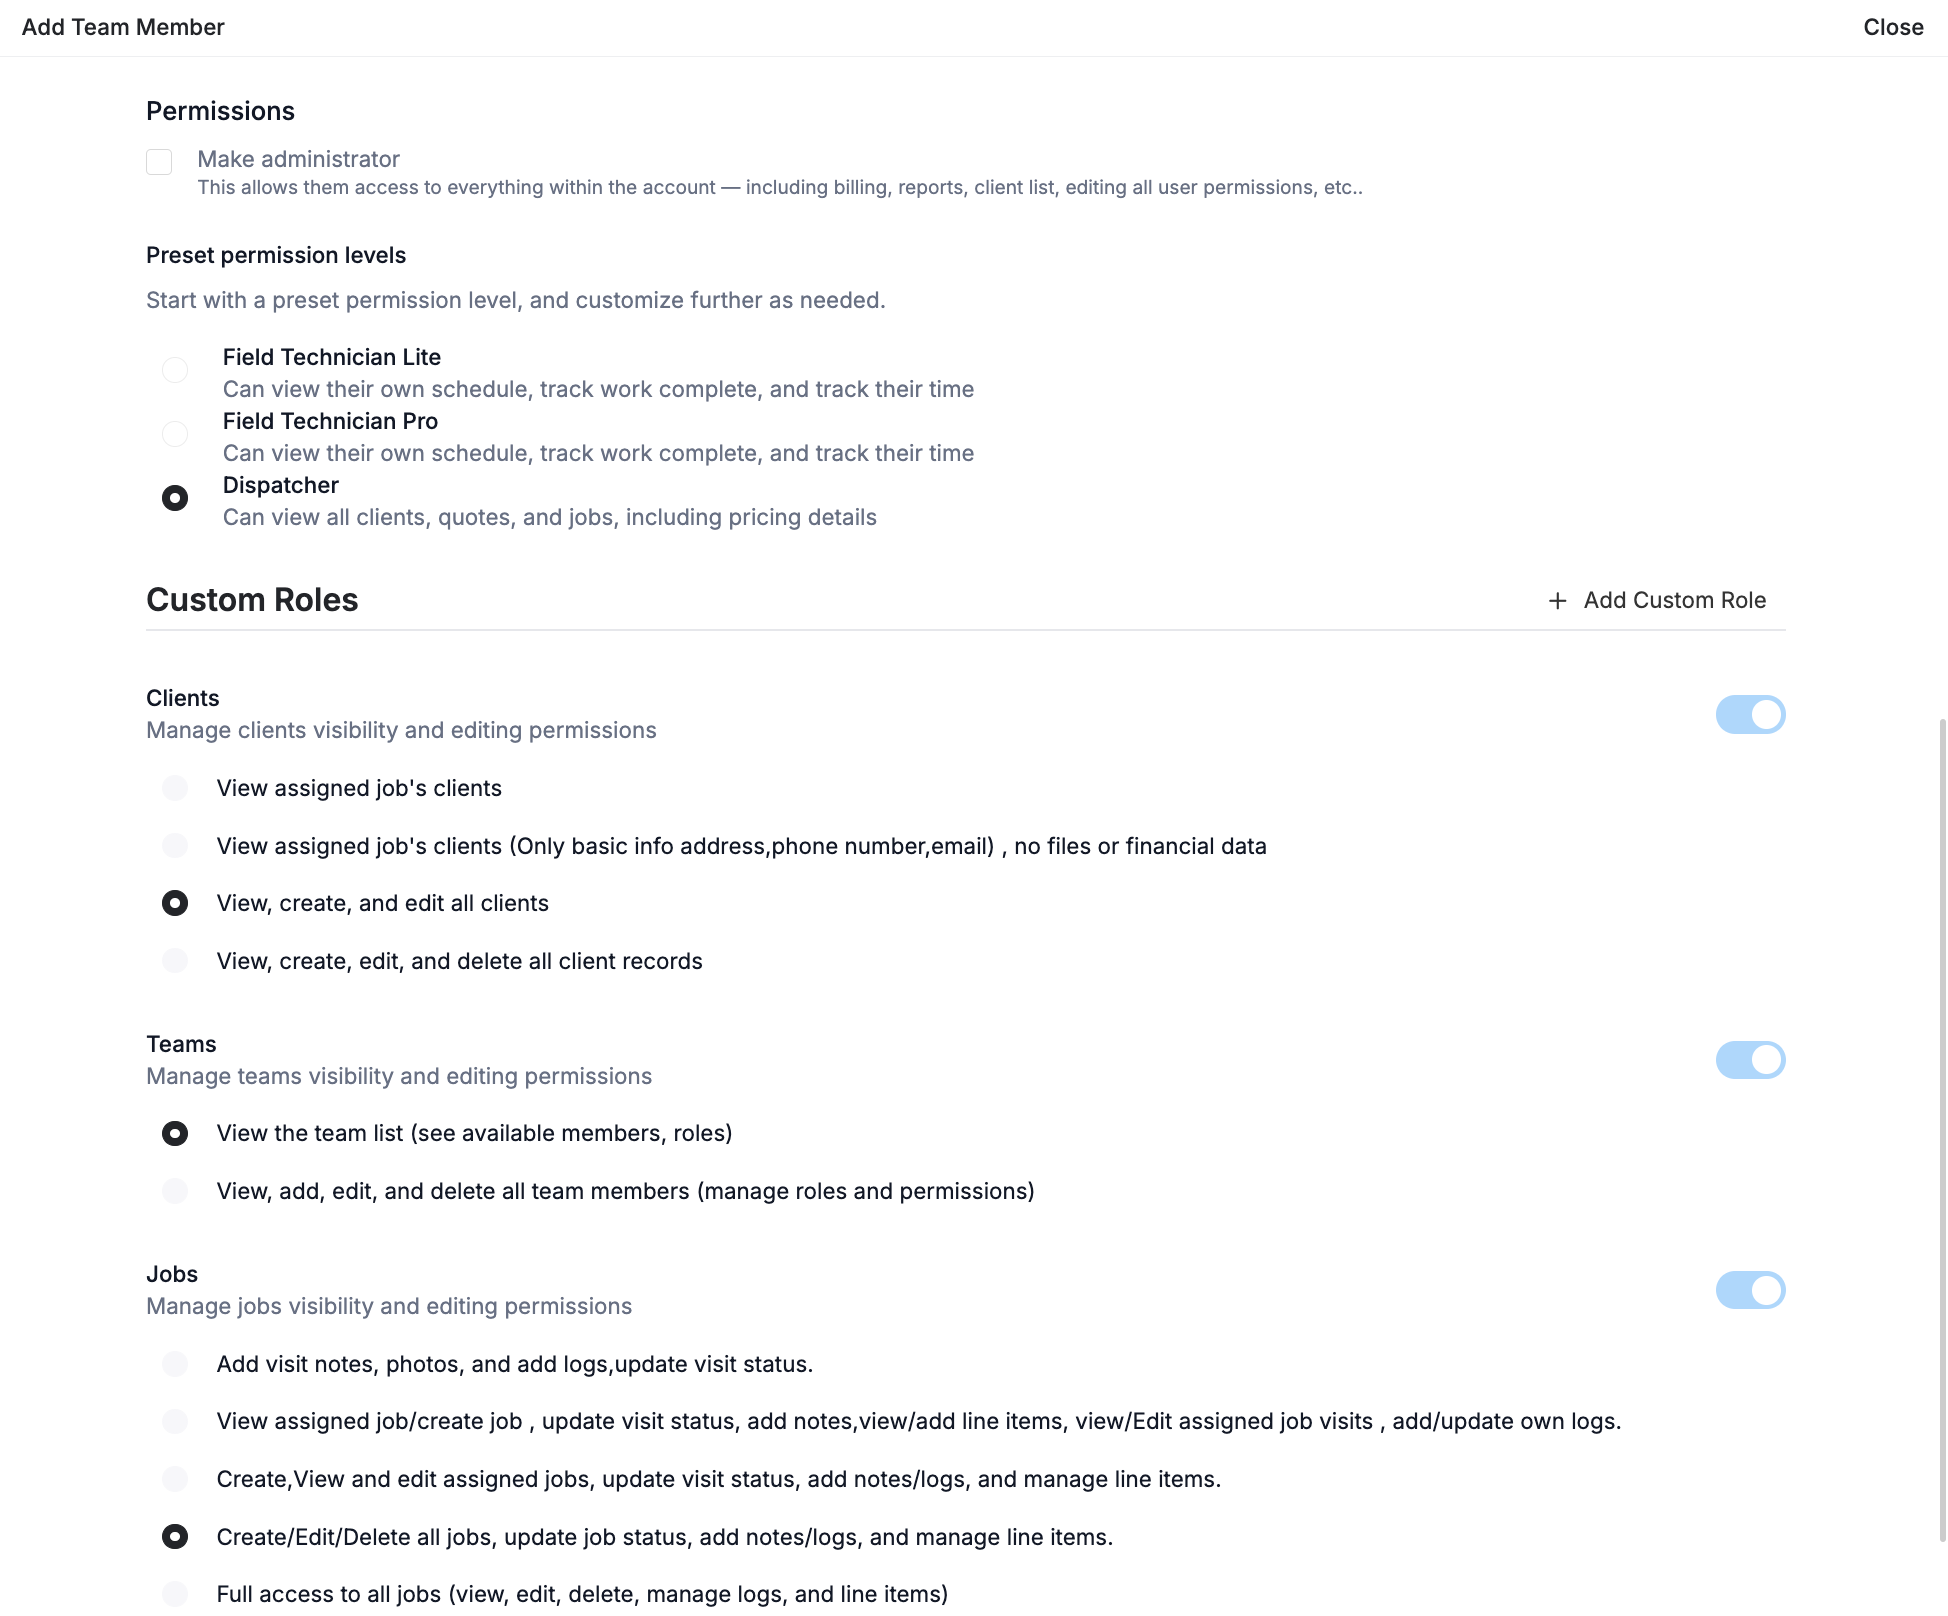 Add Team Member
Close
Permissions
Make administrator
This allows them access to everything within the account — including billing, reports, client list, editing all user permissions, etc..
Preset permission levels
Start with a preset permission level, and customize further as needed.
Field Technician Lite
Can view their own schedule, track work complete, and track their time
Field Technician Pro
Can view their own schedule, track work complete, and track their time
Dispatcher
Can view all clients, quotes, and jobs, including pricing details
Custom Roles
+ Add Custom Role
Clients
Manage clients visibility and editing permissions
View assigned job's clients
View assigned job's clients (Only basic info address,phone number,email) , no files or financial data
View, create, and edit all clients
View, create, edit, and delete all client records
Teams
Manage teams visibility and editing permissions
View the team list (see available members, roles)
View, add, edit, and delete all team members (manage roles and permissions)
Jobs
Manage jobs visibility and editing permissions
Add visit notes, photos, and add logs,update visit status.
View assigned job/create job , update visit status, add notes,view/add line items, view/Edit assigned job visits , add/update own logs.
Create,View and edit assigned jobs, update visit status, add notes/logs, and manage line items.
Create/Edit/Delete all jobs, update job status, add notes/logs, and manage line items.
Full access to all jobs (view, edit, delete, manage logs, and line items)